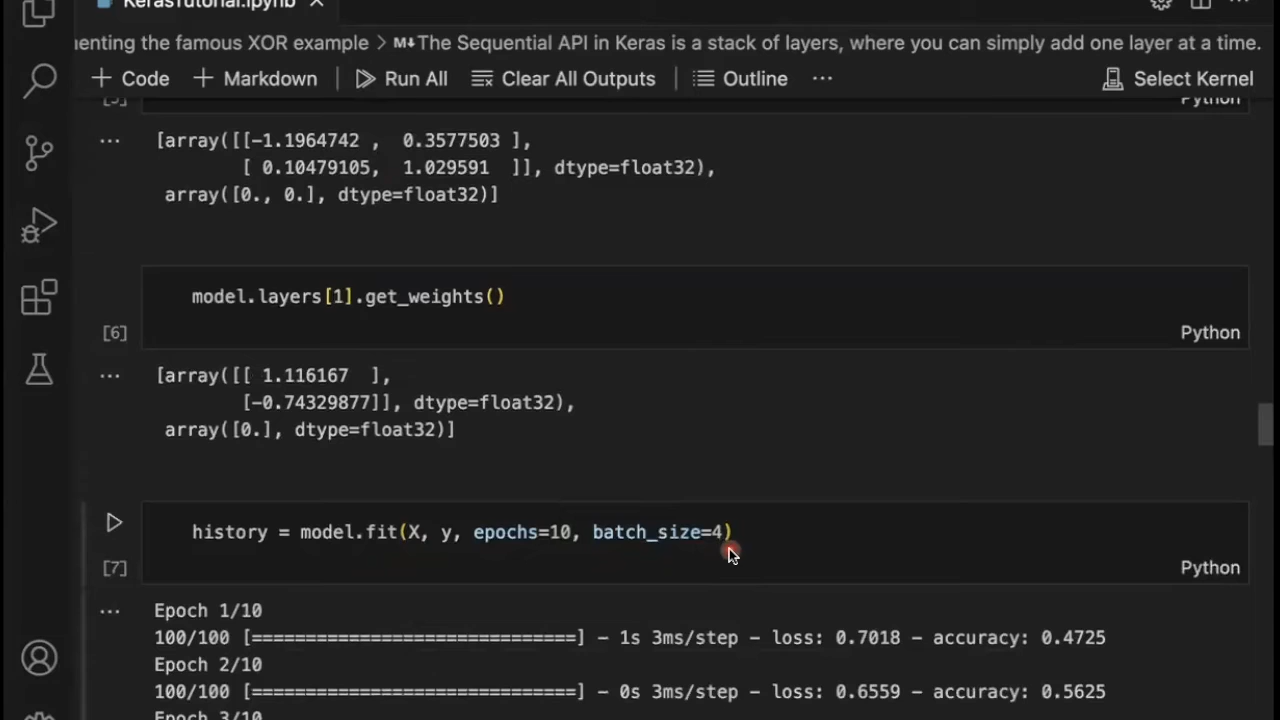 KerasTutorial.ipynb
enting the famous XOR example > M↓The Sequential API in Keras is a stack of layers, where you can simply add one layer at a time.
+ Code + Markdown Run All Clear All Outputs Outline ... Select Kernel
[5] Python
... [array([[-1.1964742 , 0.3577503 ],
[ 0.10479105, 1.029591 ]], dtype=float32),
array([0., 0.], dtype=float32)]
model.layers[1].get_weights()
[6] Python
... [array([[ 1.116167 ],
[-0.74329877]], dtype=float32),
array([0.], dtype=float32)]
history = model.fit(X, y, epochs=10, batch_size=4)
[7] Python
... Epoch 1/10
100/100 [==============================] - 1s 3ms/step - loss: 0.7018 - accuracy: 0.4725
Epoch 2/10
100/100 [==============================] - 0s 3ms/step - loss: 0.6559 - accuracy: 0.5625
Epoch 3/10